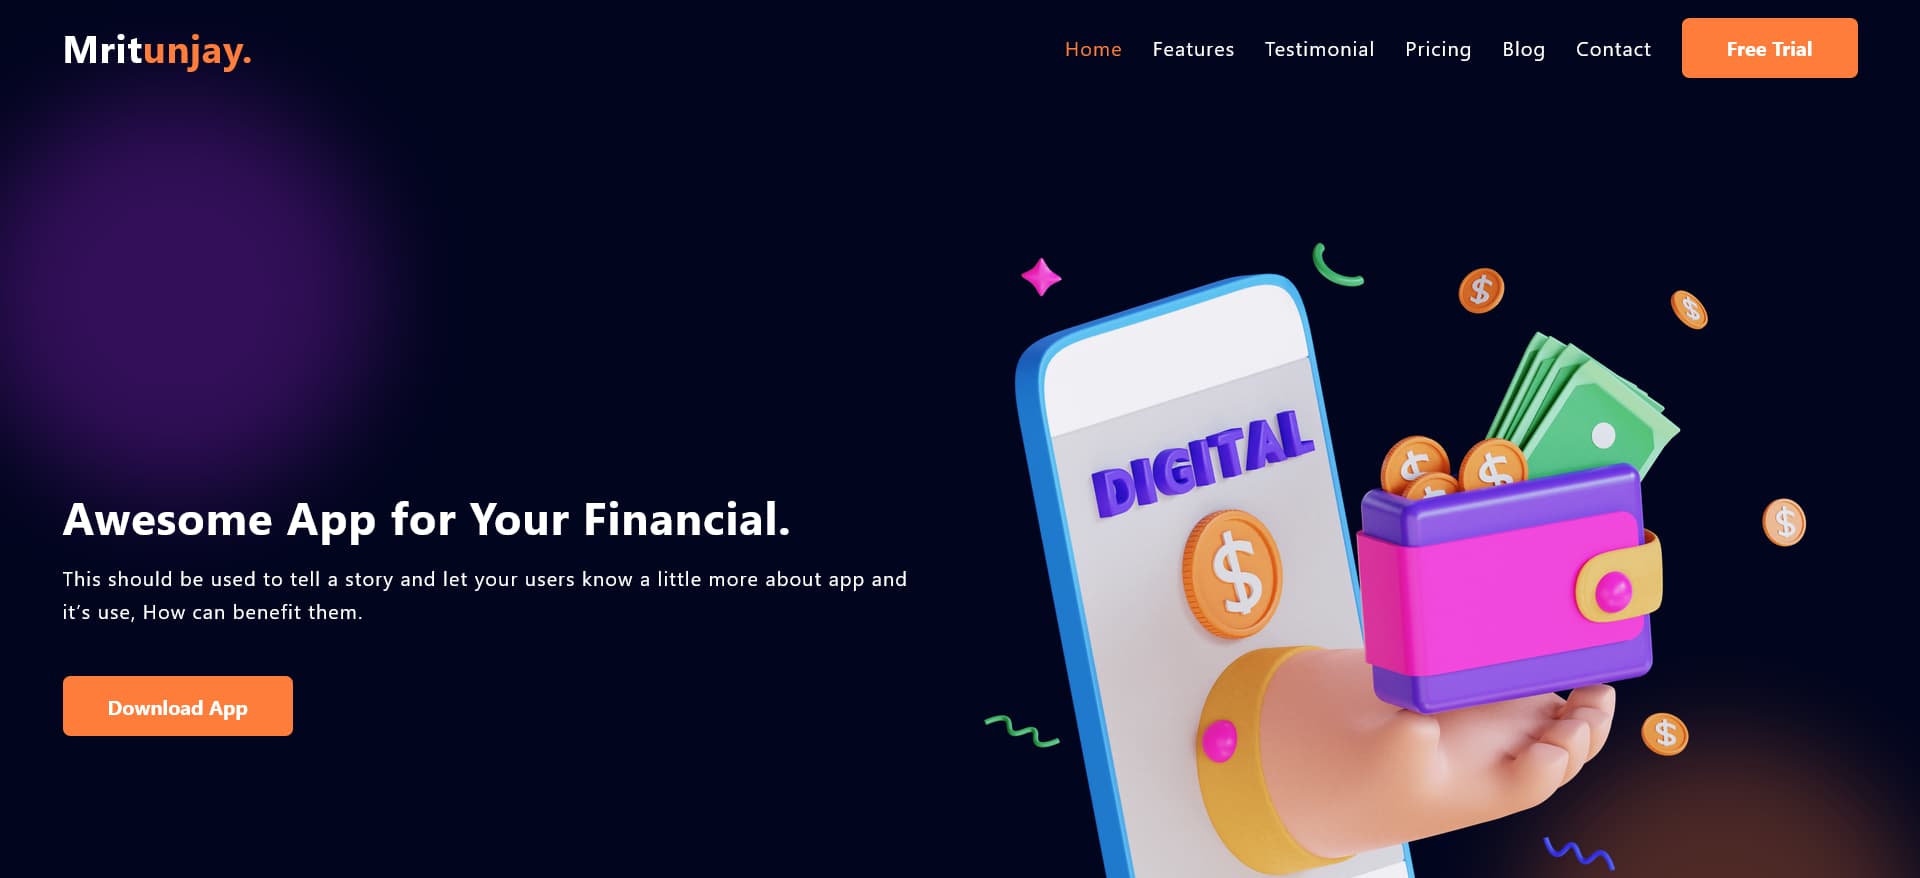 Mritunjay.
Home Features Testimonial Pricing Blog Contact Free Trial
DIGITAL
$
Awesome App for Your Financial.
This should be used to tell a story and let your users know a little more about app and
it’s use, How can benefit them.
Download App